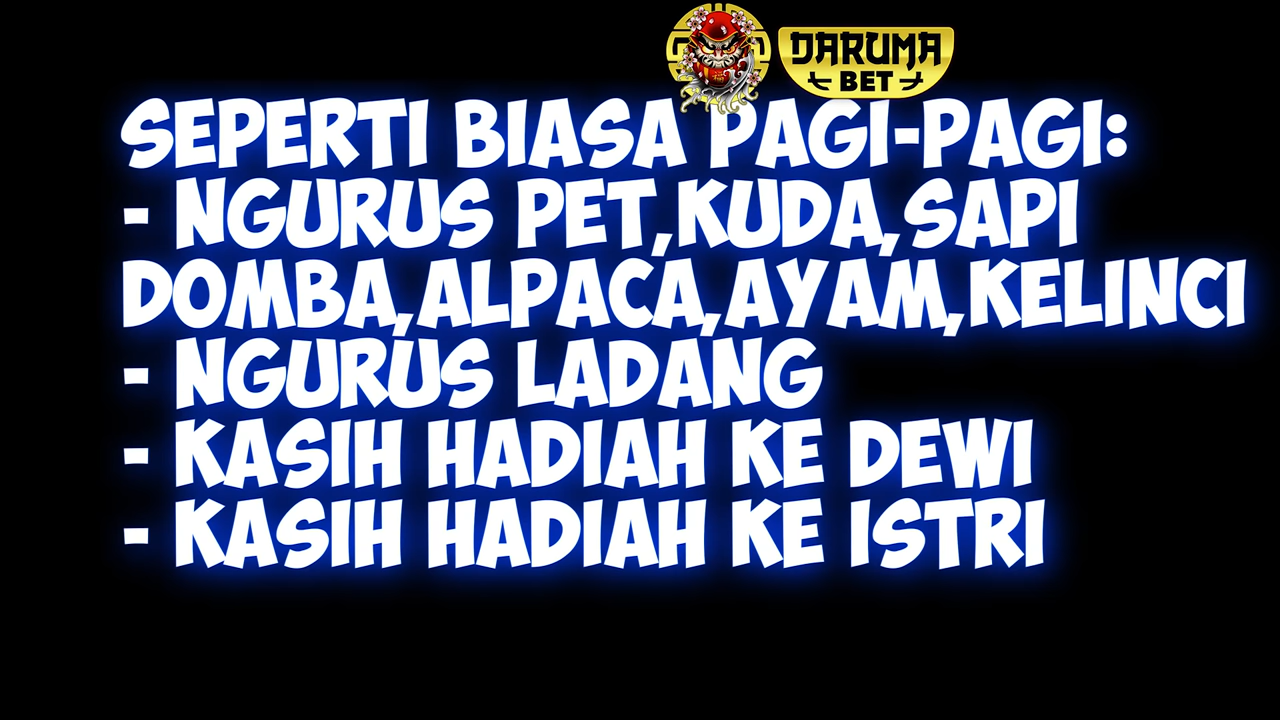 DARUMA
BET
SEPERTI BIASA PAGI-PAGI:
- NGURUS PET,KUDA,SAPI
DOMBA,ALPACA,AYAM,KELINCI
- NGURUS LADANG
- KASIH HADIAH KE DEWI
- KASIH HADIAH KE ISTRI